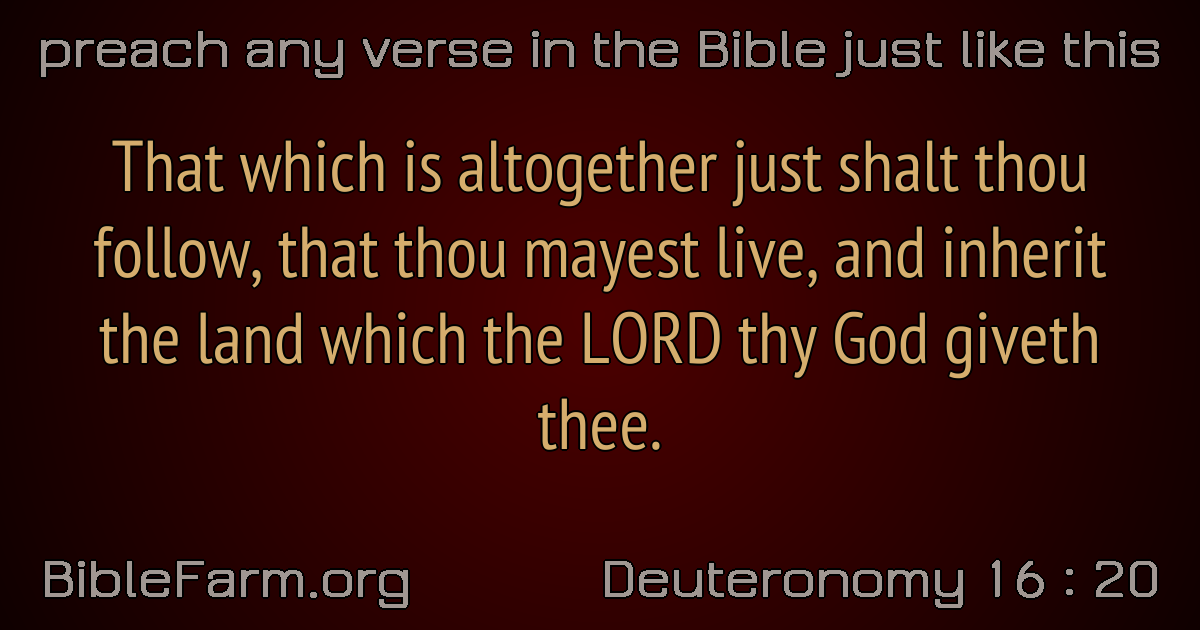 preach any verse in the Bible just like this
That which is altogether just shalt thou
follow, that thou mayest live, and inherit
the land which the LORD thy God giveth
thee.
BibleFarm.org
Deuteronomy 16 : 20